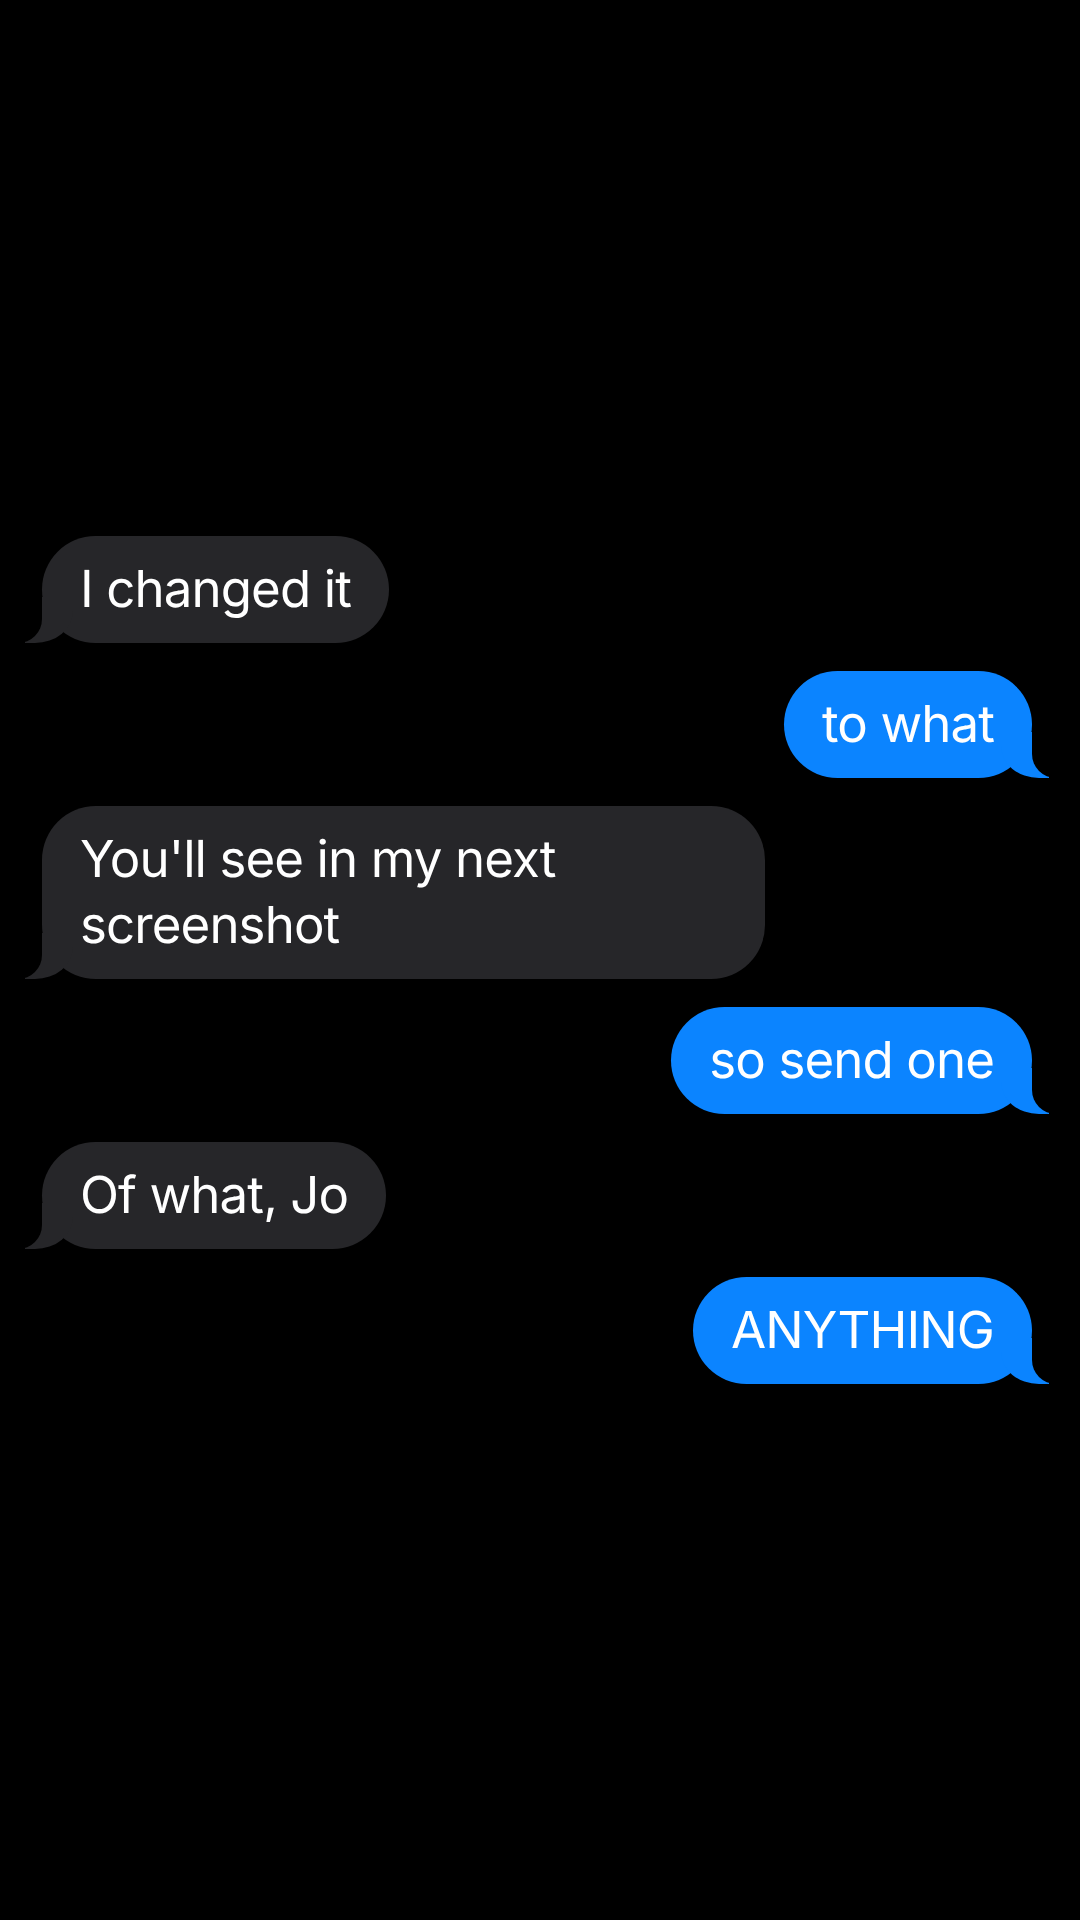 I changed it
to what
You'll see in my next
screenshot
so send one
Of what, Jo
ANYTHING